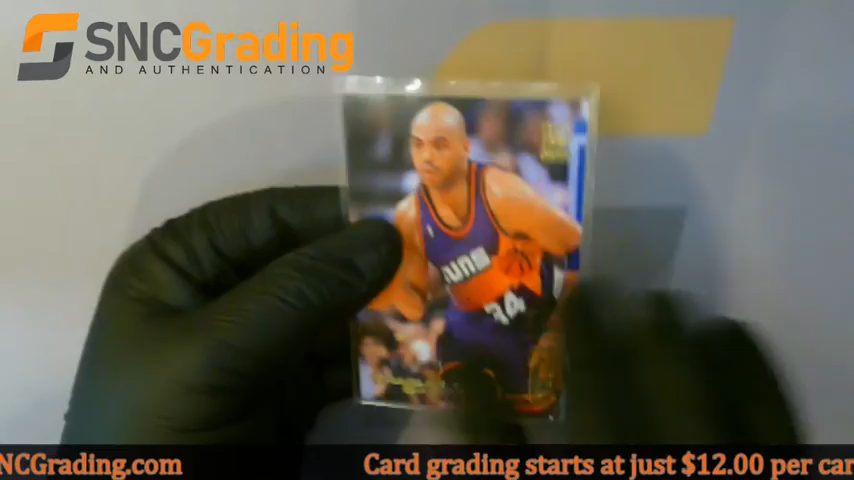 SNCGrading
AND AUTHENTICATION
SUNS
34
NCGrading.com Card grading starts at just $12.00 per car